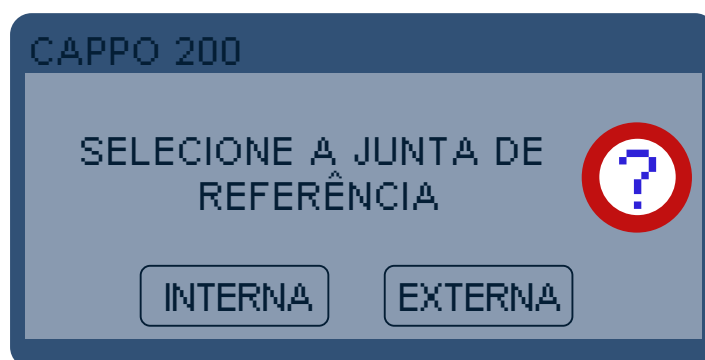 CAPPO 200
SELECIONE A JUNTA DE
REFERÊNCIA
?
INTERNA
EXTERNA